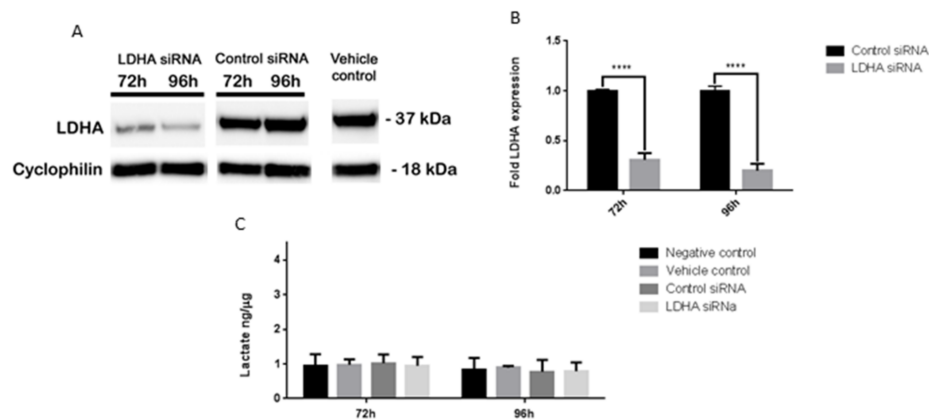 A
LDHA siRNA Control siRNA Vehicle
72h 96h 72h 96h control
LDHA - 37 kDa
Cyclophilin - 18 kDa
B
Fold LDHA expression
1.5
1.0
0.5
0.0
**** ****
72h 96h
Control siRNA
LDHA siRNA
C
Lactate ng/µg
4
3
2
1
0
72h 96h
Negative control
Vehicle control
Control siRNA
LDHA siRNa